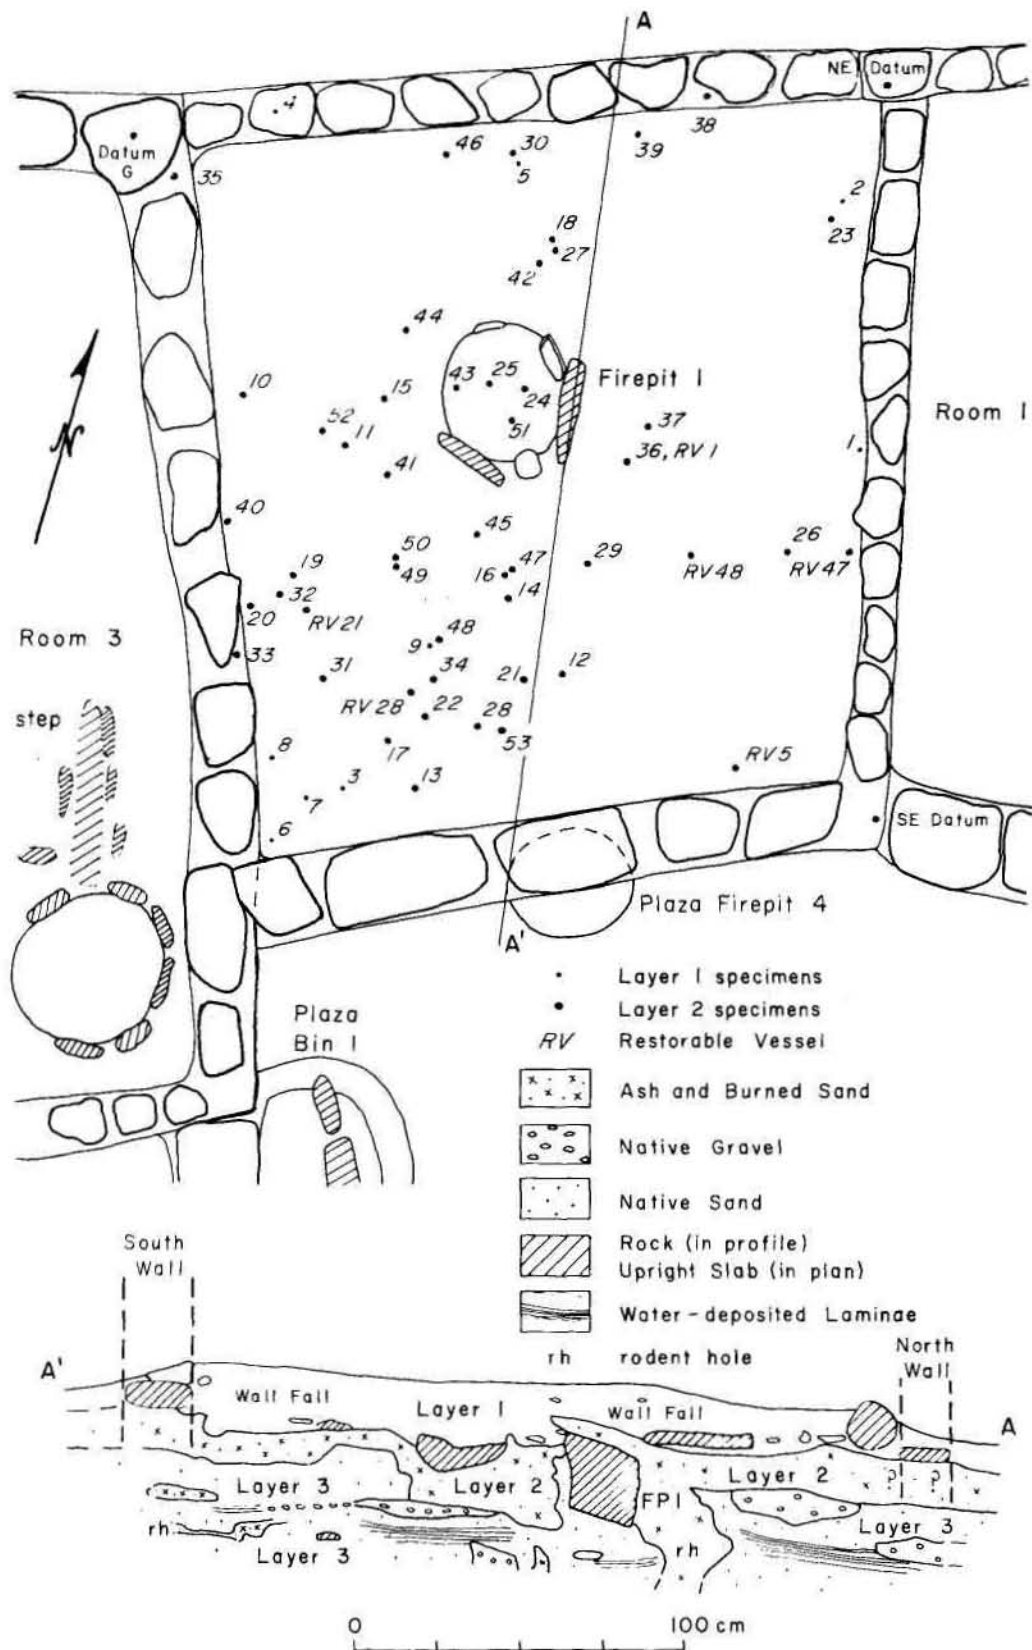 A
NE Datum
4
Datum
G
38
46
30
39
5
35
2
23
18
27
42
44
Firepit 1
43
25
24
51
10
15
37
Room 1
52
11
36, RV 1
1
41
40
45
50
49
19
47
16
29
26
RV 48
RV 47
14
32
20
RV 21
Room 3
48
9
33
31
34
21
12
step
RV 28
22
28
53
8
17
RV 5
3
13
7
6
SE Datum
Plaza Firepit 4
A'
Layer 1 specimens
Layer 2 specimens
RV Restorable Vessel
Plaza
Bin 1
Ash and Burned Sand
Native Gravel
Native Sand
Rock (in profile)
Upright Slab (in plan)
Water-deposited Laminae
rh rodent hole
South
Wall
North
Wall
A'
Wall Fall
Layer 1
Wall Fall
A
Layer 3
Layer 2
FP 1
Layer 2
? ?
Layer 3
rh
Layer 3
rh
0 100 cm